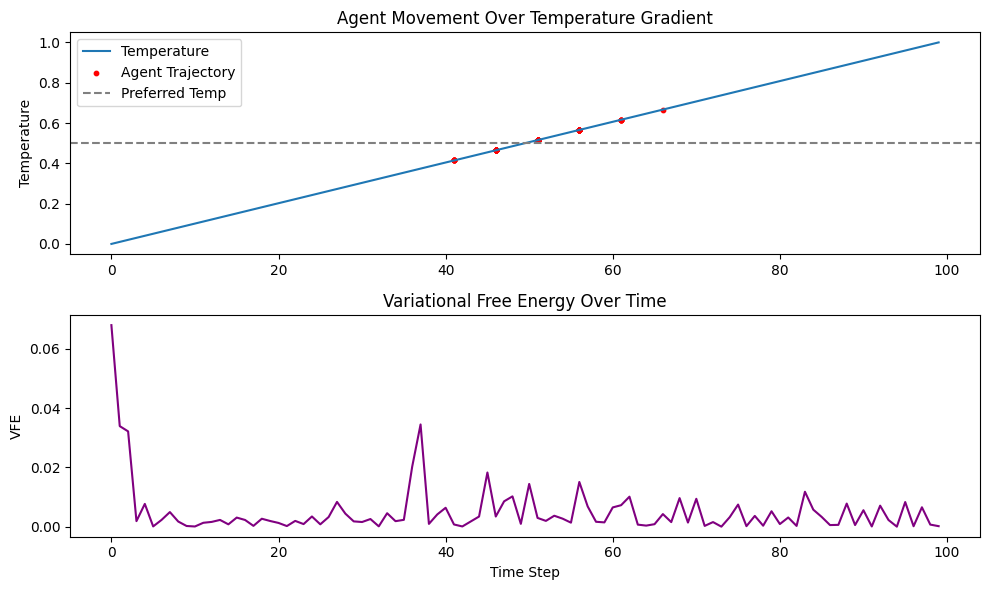 Agent Movement Over Temperature Gradient
Temperature
Agent Trajectory
Preferred Temp
Temperature
1.0
0.8
0.6
0.4
0.2
0.0
0 20 40 60 80 100
Variational Free Energy Over Time
VFE
0.06
0.04
0.02
0.00
0 20 40 60 80 100
Time Step